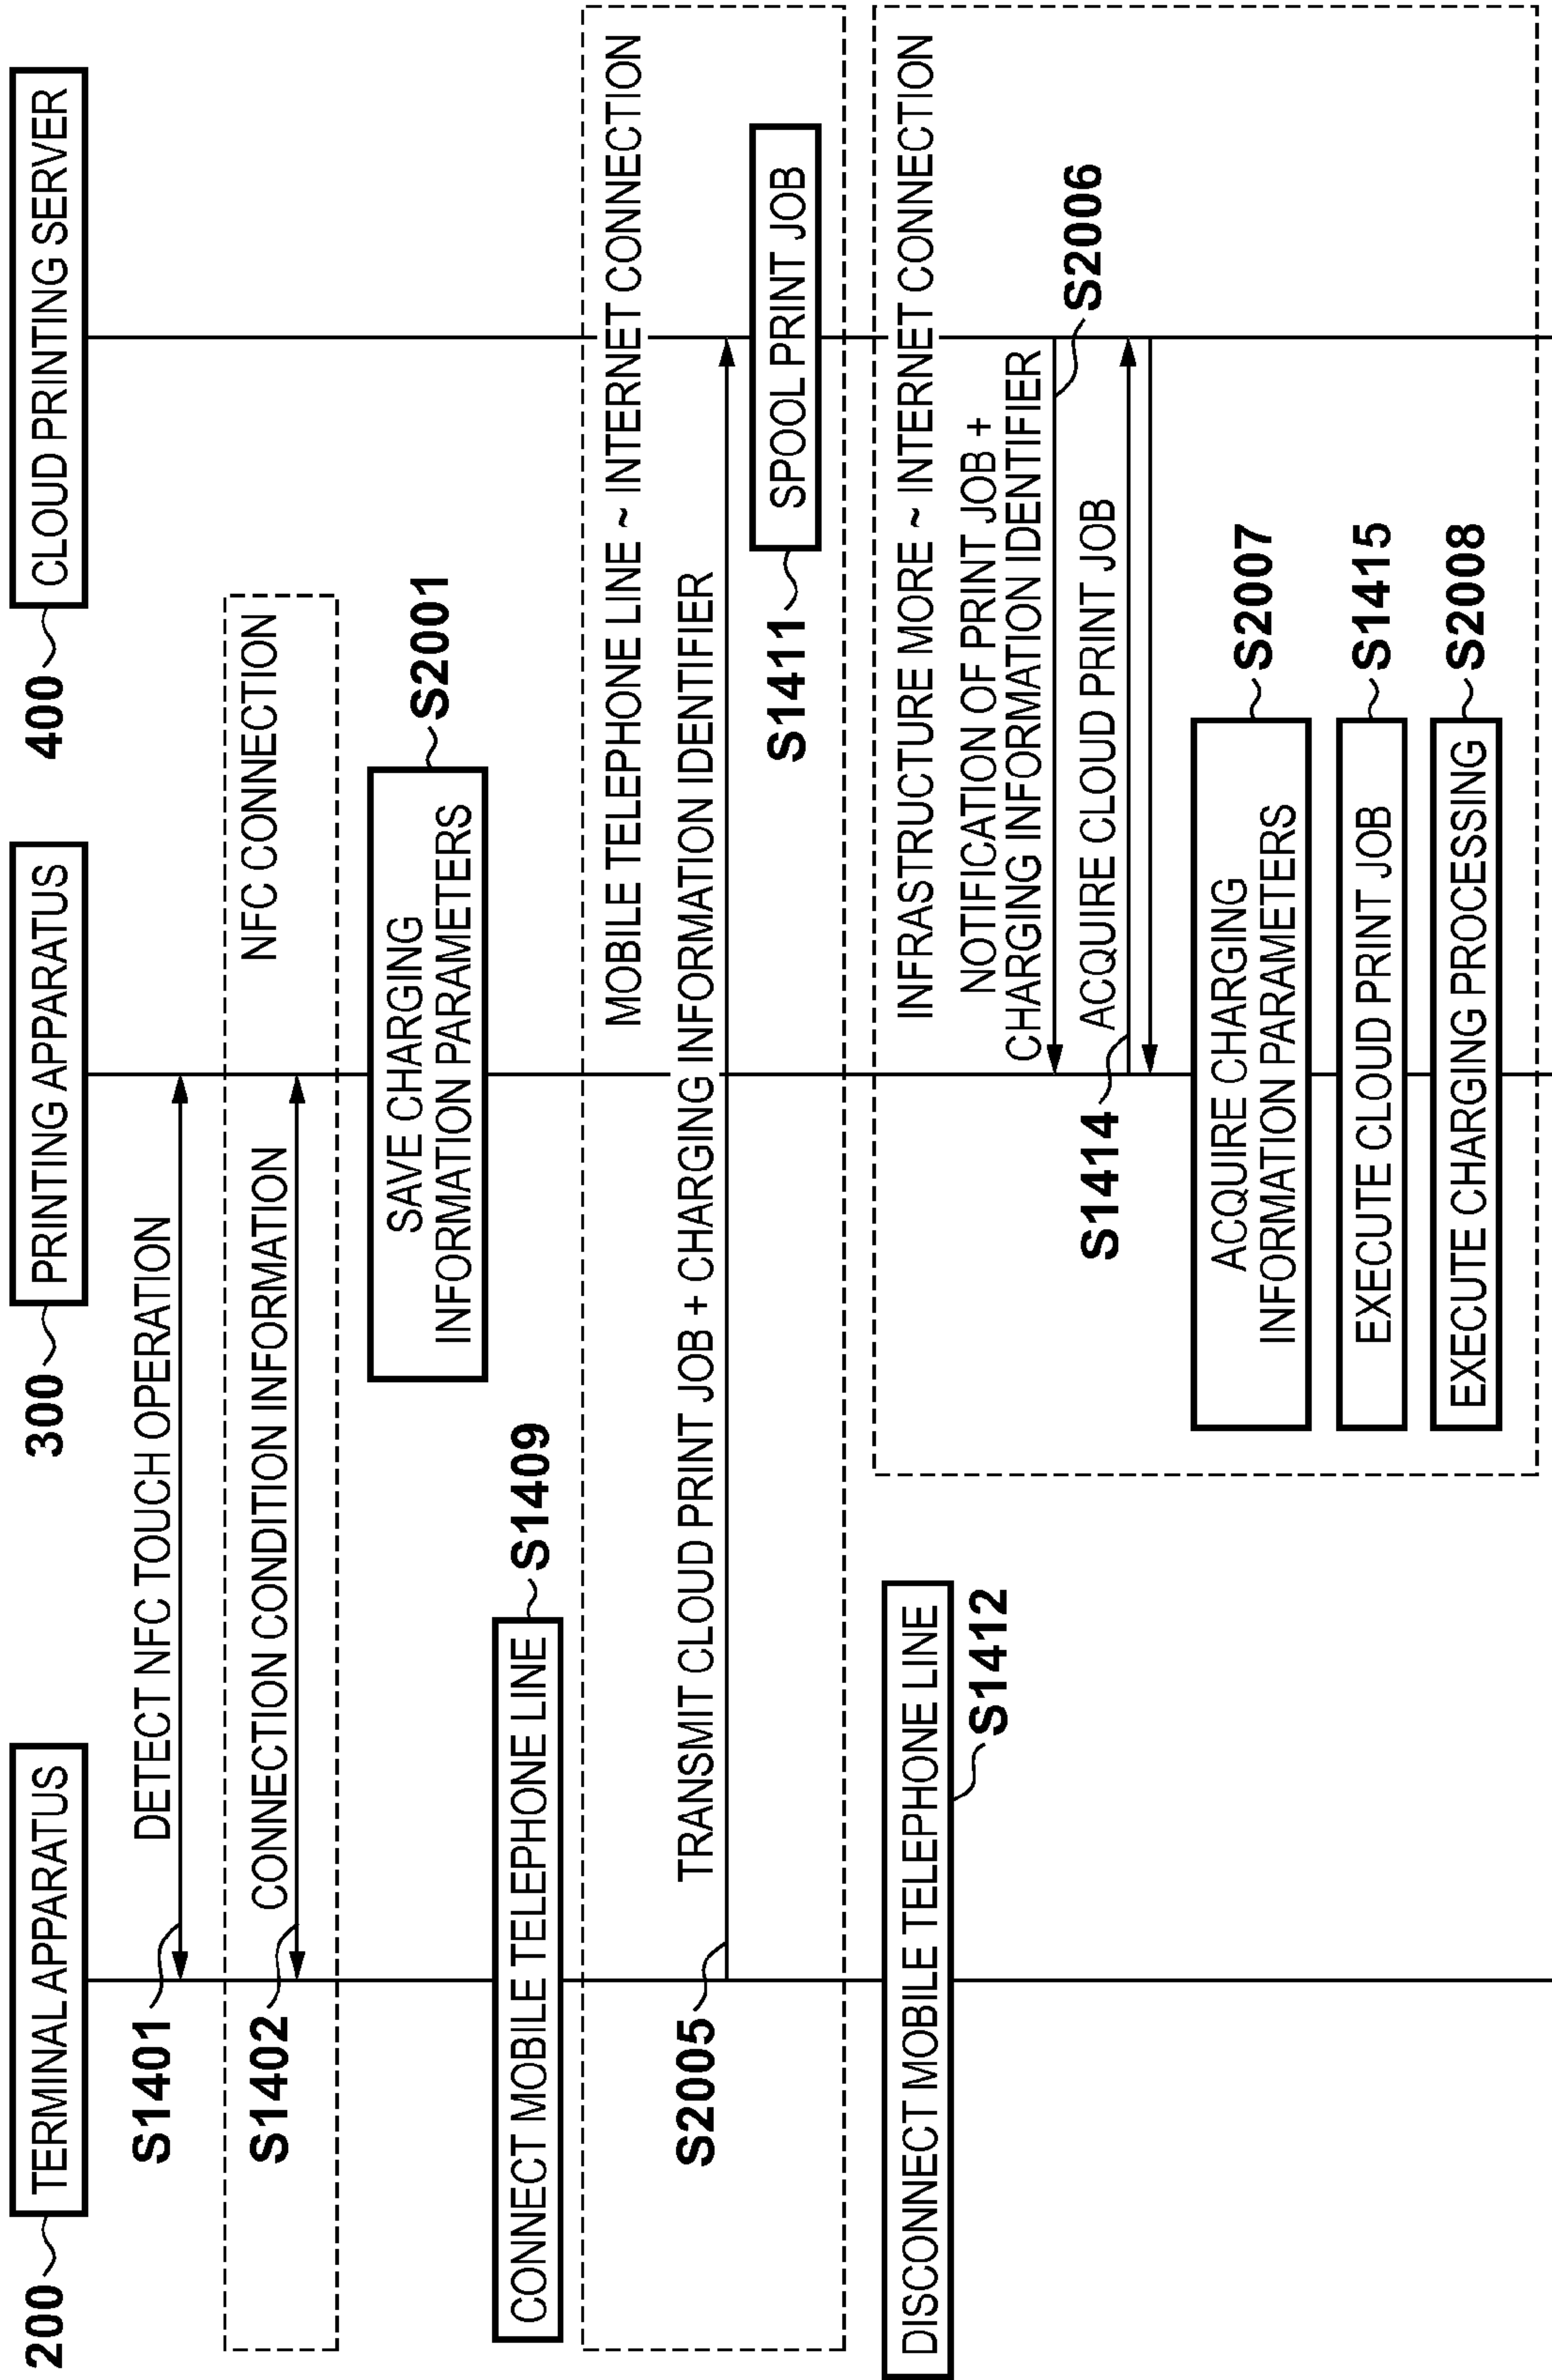 200
TERMINAL APPARATUS
300
PRINTING APPARATUS
400
CLOUD PRINTING SERVER
S1401
DETECT NFC TOUCH OPERATION
NFC CONNECTION
S1402
CONNECTION CONDITION INFORMATION
SAVE CHARGING
INFORMATION PARAMETERS
S2001
CONNECT MOBILE TELEPHONE LINE
S1409
MOBILE TELEPHONE LINE ~ INTERNET CONNECTION
S2005
TRANSMIT CLOUD PRINT JOB + CHARGING INFORMATION IDENTIFIER
S1411
SPOOL PRINT JOB
DISCONNECT MOBILE TELEPHONE LINE
S1412
INFRASTRUCTURE MORE ~ INTERNET CONNECTION
NOTIFICATION OF PRINT JOB +
CHARGING INFORMATION IDENTIFIER
S2006
S1414
ACQUIRE CLOUD PRINT JOB
ACQUIRE CHARGING
INFORMATION PARAMETERS
S2007
EXECUTE CLOUD PRINT JOB
S1415
EXECUTE CHARGING PROCESSING
S2008